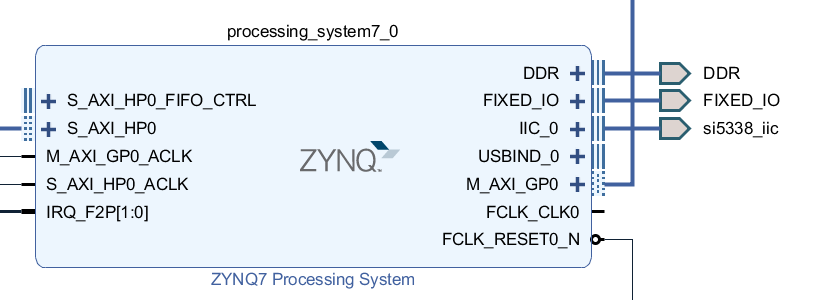 processing_system7_0
DDR
DDR
S_AXI_HP0_FIFO_CTRL
FIXED_IO
FIXED_IO
S_AXI_HP0
IIC_0
si5338_iic
M_AXI_GP0_ACLK
ZYNQ
USBIND_0
S_AXI_HP0_ACLK
M_AXI_GP0
IRQ_F2P[1:0]
FCLK_CLK0
FCLK_RESET0_N
ZYNQ7 Processing System